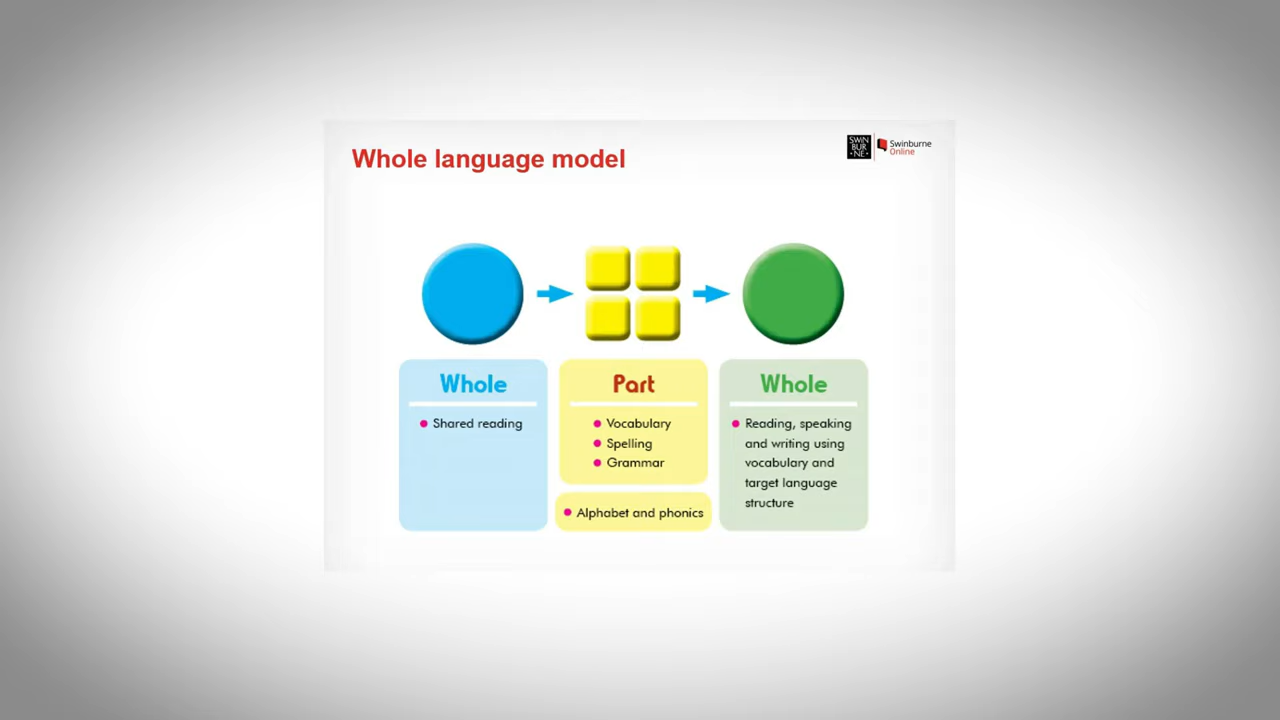 Whole language model
SWIN
BUR
•NE•
Swinburne
Online
Whole
• Shared reading
Part
• Vocabulary
• Spelling
• Grammar
• Alphabet and phonics
Whole
• Reading, speaking
and writing using
vocabulary and
target language
structure